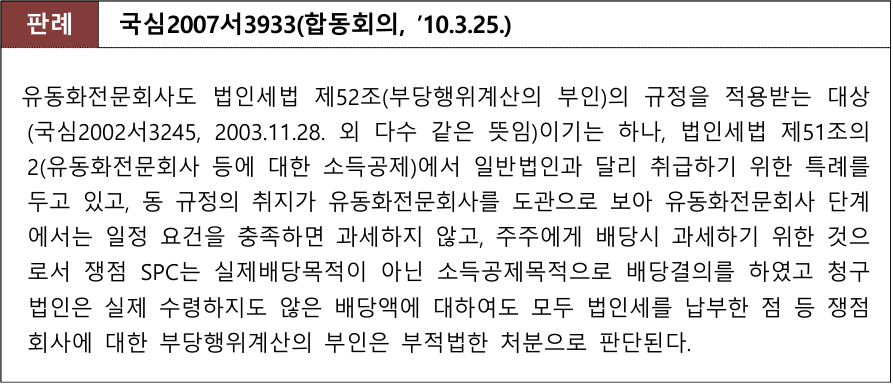 판례 국심2007서3933(합동회의, ’10.3.25.)
유동화전문회사도 법인세법 제52조(부당행위계산의 부인)의 규정을 적용받는 대상
(국심2002서3245, 2003.11.28. 외 다수 같은 뜻임)이기는 하나, 법인세법 제51조의
2(유동화전문회사 등에 대한 소득공제)에서 일반법인과 달리 취급하기 위한 특례를
두고 있고, 동 규정의 취지가 유동화전문회사를 도관으로 보아 유동화전문회사 단계
에서는 일정 요건을 충족하면 과세하지 않고, 주주에게 배당시 과세하기 위한 것으
로서 쟁점 SPC는 실제배당목적이 아닌 소득공제목적으로 배당결의를 하였고 청구
법인은 실제 수령하지도 않은 배당액에 대하여도 모두 법인세를 납부한 점 등 쟁점
회사에 대한 부당행위계산의 부인은 부적법한 처분으로 판단된다.